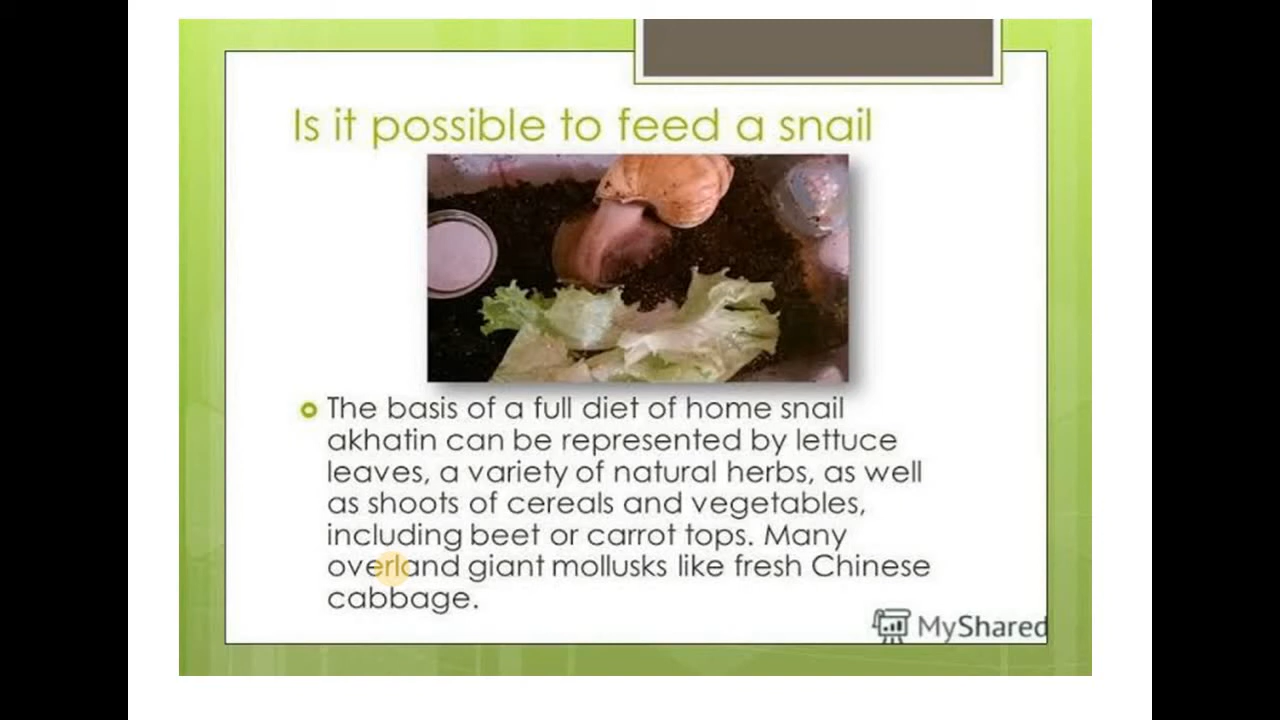 Is it possible to feed a snail
The basis of a full diet of home snail
akhatin can be represented by lettuce
leaves, a variety of natural herbs, as well
as shoots of cereals and vegetables,
including beet or carrot tops. Many
overland giant mollusks like fresh Chinese
cabbage.
MyShared